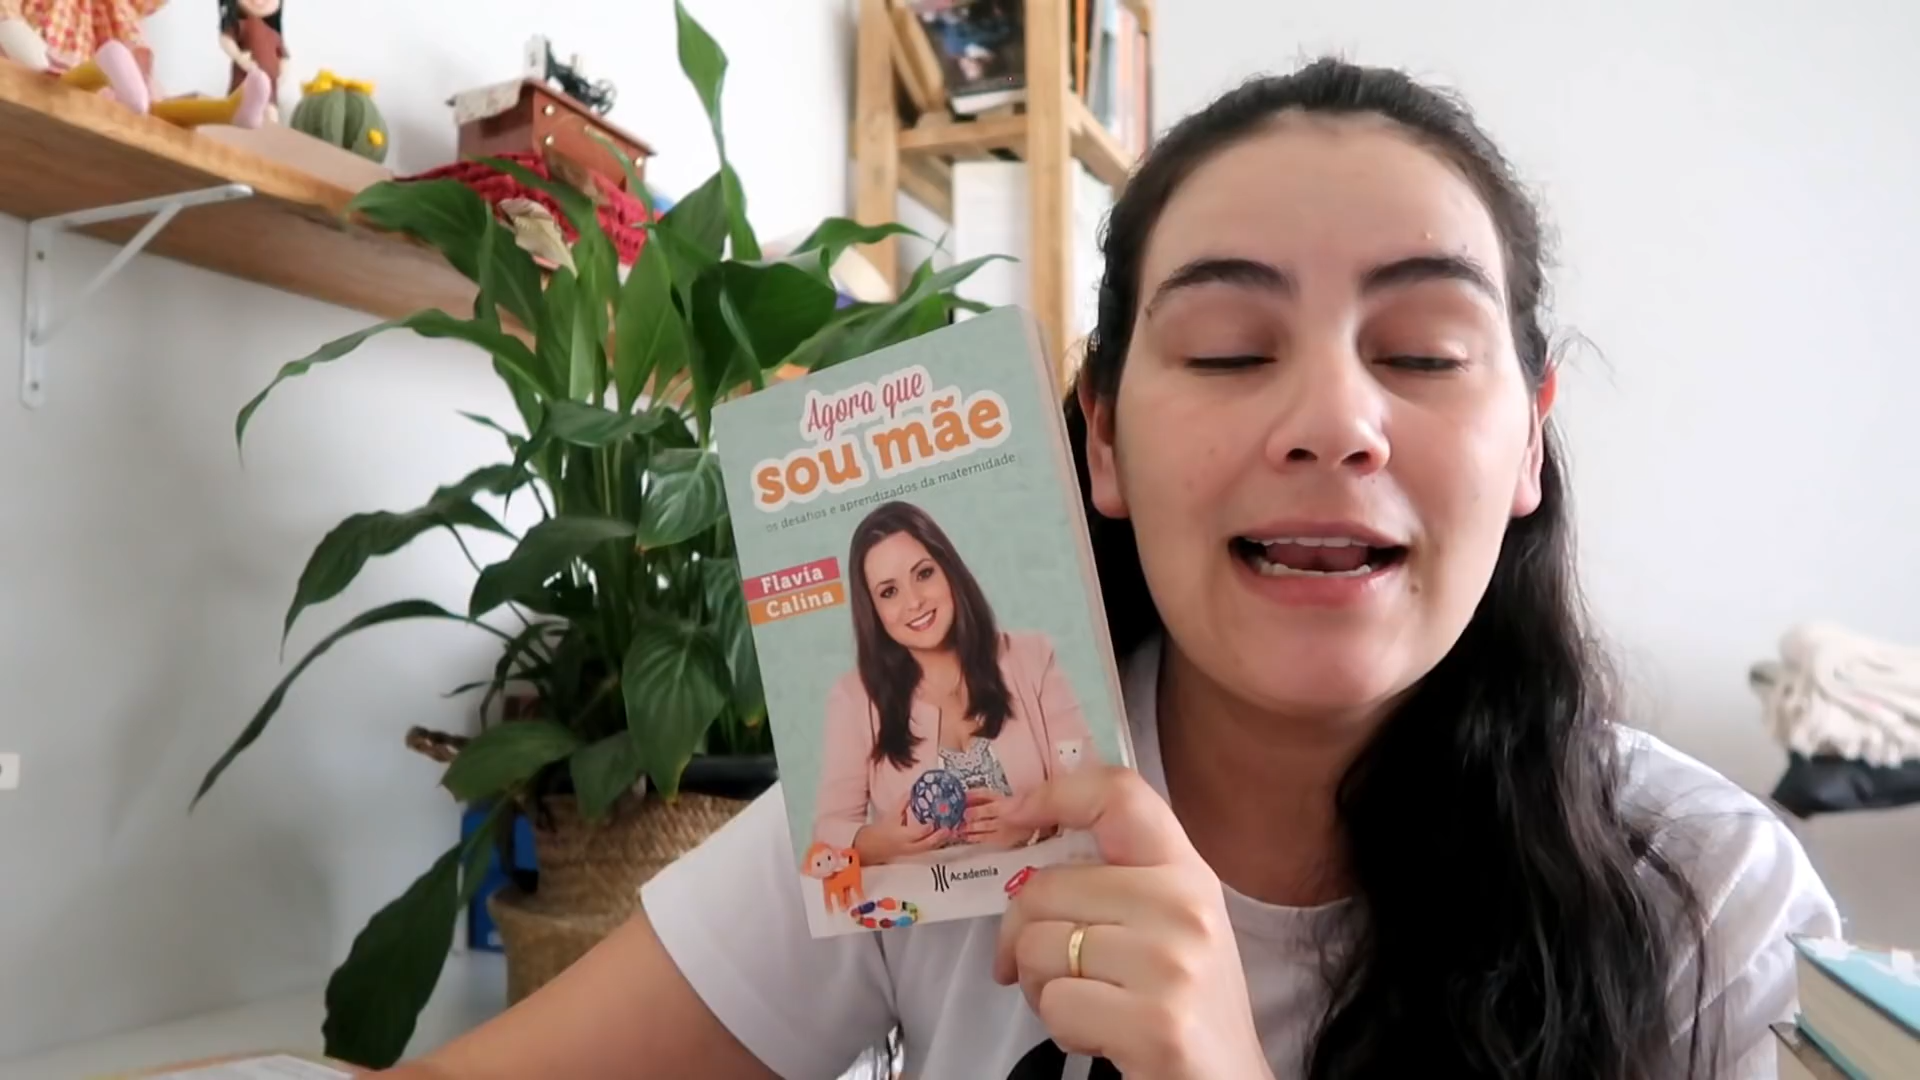 Agora que
sou mãe
os desafios e aprendizados da maternidade
Flavia
Calina
Academia